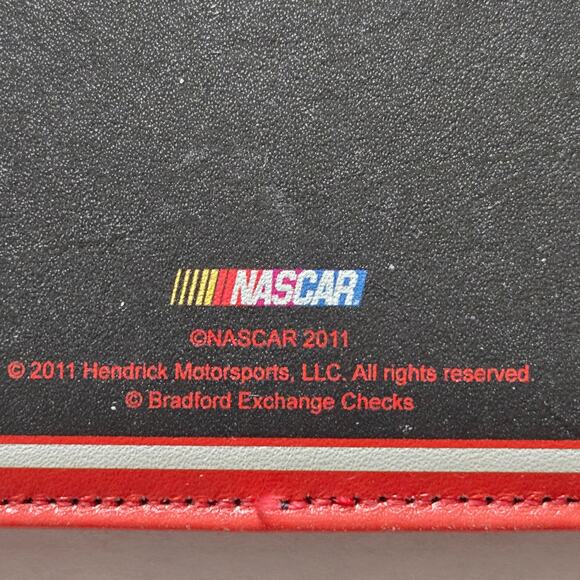 NASCAR
©NASCAR 2011
© 2011 Hendrick Motorsports, LLC. All rights reserved.
© Bradford Exchange Checks